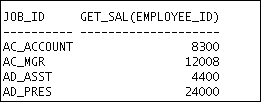 JOB_ID GET_SAL(EMPLOYEE_ID)
---------- --------------------
AC_ACCOUNT 8300
AC_MGR 12008
AD_ASST 4400
AD_PRES 24000